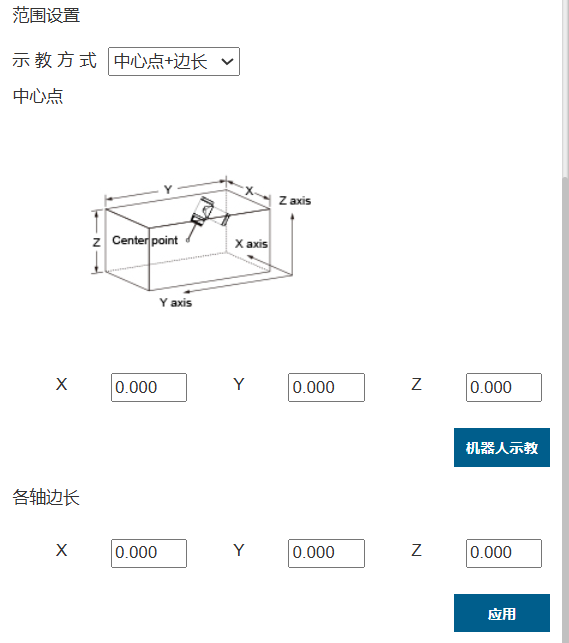 范围设置
示教方式 中心点+边长
中心点
Y X
Z axis
Z Center point X axis
Y axis
X 0.000 Y 0.000 Z 0.000
机器人示教
各轴边长
X 0.000 Y 0.000 Z 0.000
应用